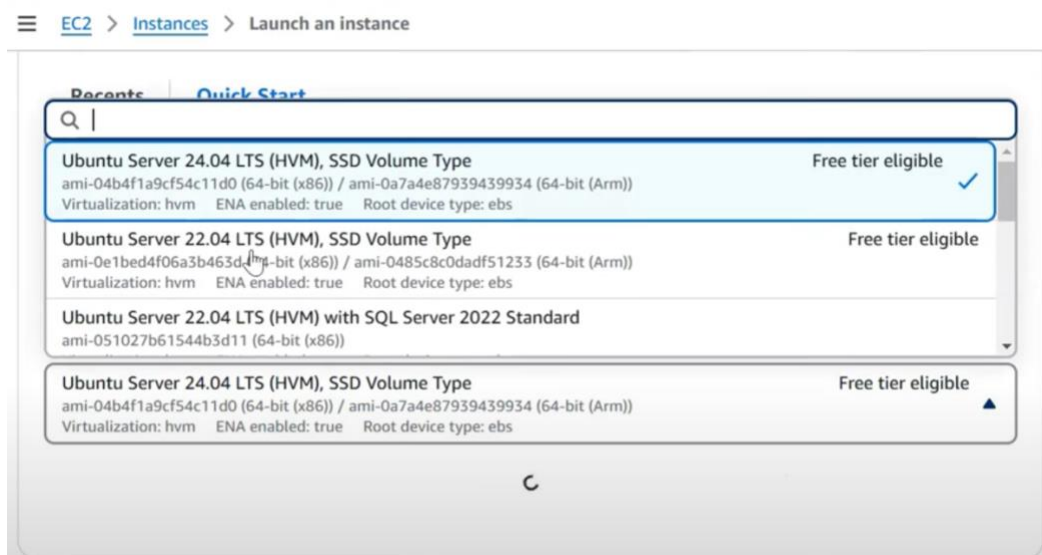 EC2 > Instances > Launch an instance
Recents Quick Start
Ubuntu Server 24.04 LTS (HVM), SSD Volume Type Free tier eligible
ami-04b4f1a9cf54c11d0 (64-bit (x86)) / ami-0a7a4e87939439934 (64-bit (Arm))
Virtualization: hvm ENA enabled: true Root device type: ebs
Ubuntu Server 22.04 LTS (HVM), SSD Volume Type Free tier eligible
(x86)) / ami-0485c8c0dadf51233 (64-bit (Arm))
Virtualization: hvm ENA enabled: true Root device type: ebs
Ubuntu Server 22.04 LTS (HVM) with SQL Server 2022 Standard
ami-051027b61544b3d11 (64-bit (x86))
Ubuntu Server 24.04 LTS (HVM), SSD Volume Type Free tier eligible
ami-04b4f1a9cf54c11d0 (64-bit (x86)) / ami-0a7a4e87939439934 (64-bit (Arm))
Virtualization: hvm ENA enabled: true Root device type: ebs